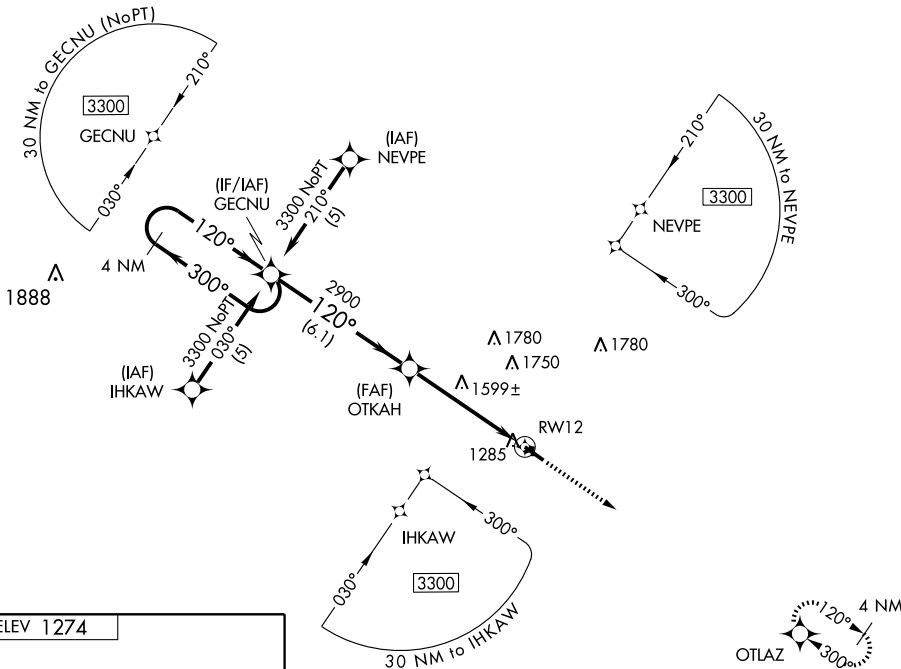 30 NM to GECNU (NoPT)
210°
3300
GECNU
030°
(IAF)
NEVPE
(IF/IAF)
GECNU
3300 NoPT
210°
(5)
120°
4 NM
300°
1888
3300 NoPT
030°
(5)
(IAF)
IHKAW
2900
120°
(6.1)
(FAF)
OTKAH
1780
1750
1780
1599±
RW12
1285
210°
30 NM to NEVPE
3300
NEVPE
300°
IHKAW
300°
030°
3300
30 NM to IHKAW
ELEV 1274
120°
4 NM
300°
OTLAZ